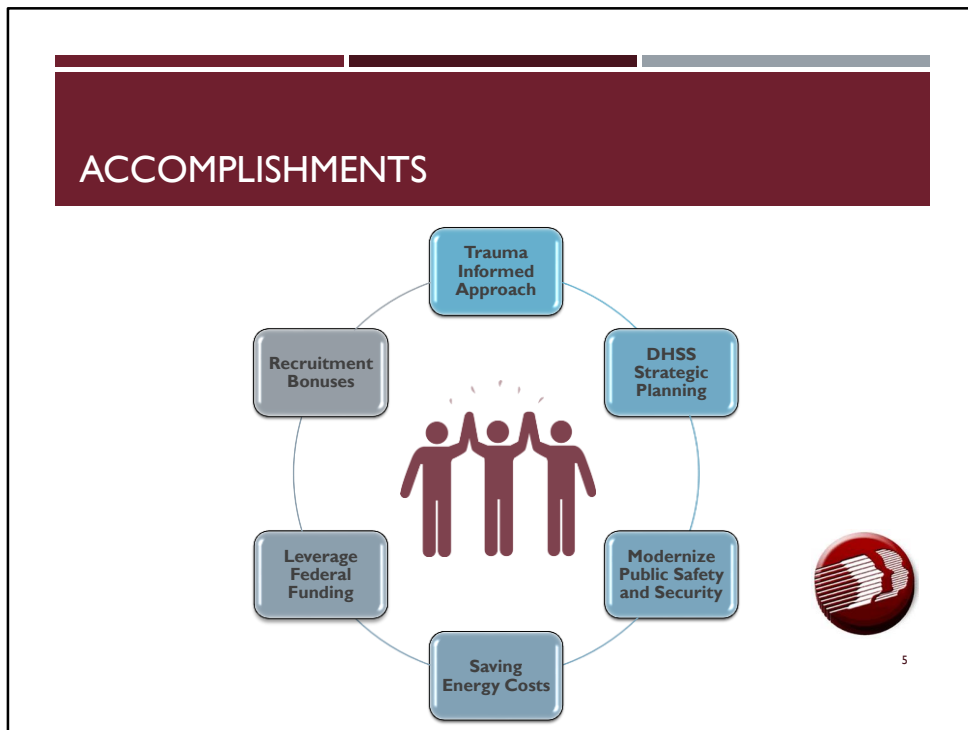 ACCOMPLISHMENTS
Trauma
Informed
Approach
DHSS
Strategic
Planning
Modernize
Public Safety
and Security
Saving
Energy Costs
Leverage
Federal
Funding
Recruitment
Bonuses
5